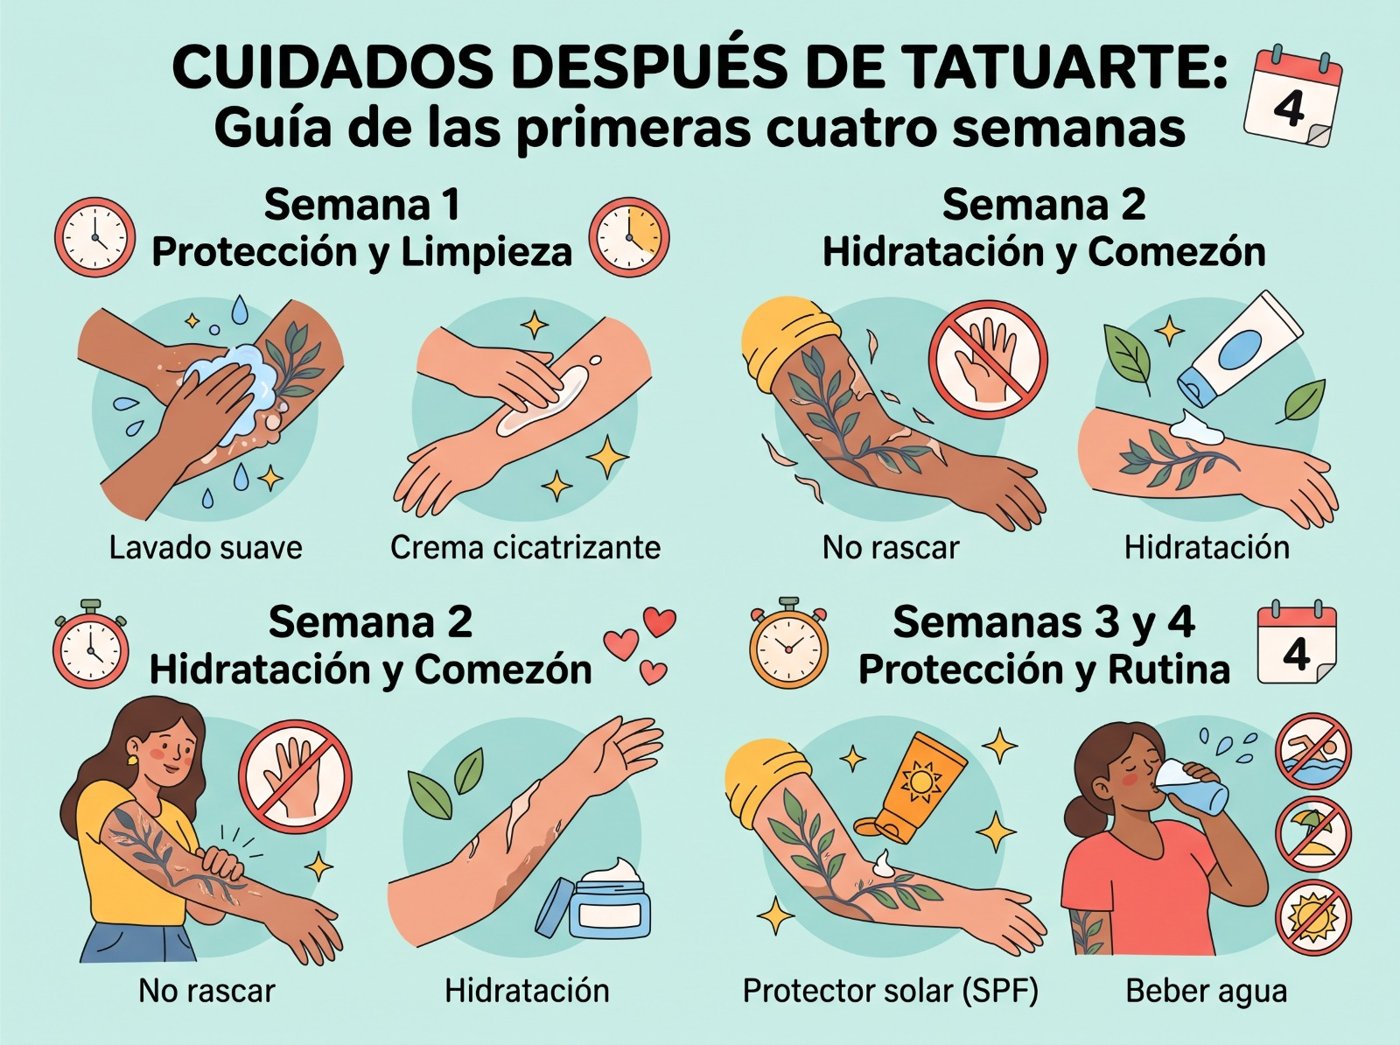 CUIDADOS DESPUÉS DE TATUARTE:
Guía de las primeras cuatro semanas
4
Semana 1
Protección y Limpieza
Lavado suave
Crema cicatrizante
Semana 2
Hidratación y Comezón
No rascar
Hidratación
Semana 2
Hidratación y Comezón
No rascar
Hidratación
Semanas 3 y 4
Protección y Rutina
4
Protector solar (SPF)
Beber agua